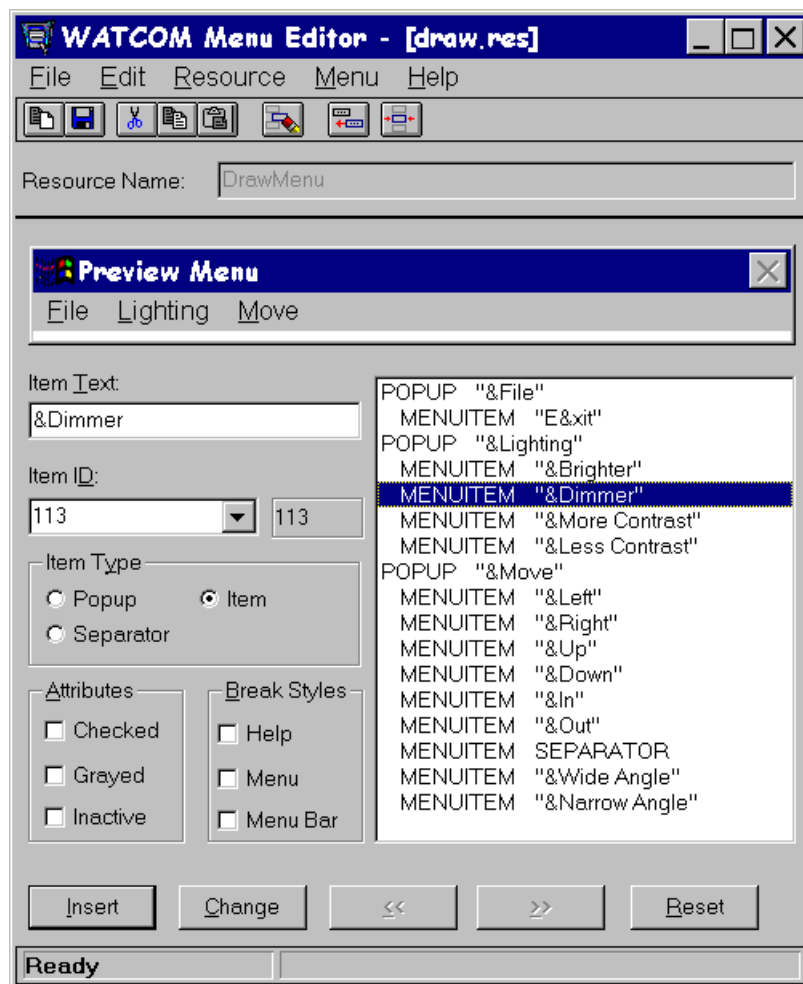 WATCOM Menu Editor - [draw.res]
File Edit Resource Menu Help
Resource Name: DrawMenu
Preview Menu
File Lighting Move
Item Text:
&Dimmer
Item ID:
113 113
Item Type
Popup Item
Separator
Attributes
Checked
Grayed
Inactive
Break Styles
Help
Menu
Menu Bar
POPUP "&File"
MENUITEM "E&xit"
POPUP "&Lighting"
MENUITEM "&Brighter"
MENUITEM "&Dimmer"
MENUITEM "&More Contrast"
MENUITEM "&Less Contrast"
POPUP "&Move"
MENUITEM "&Left"
MENUITEM "&Right"
MENUITEM "&Up"
MENUITEM "&Down"
MENUITEM "&In"
MENUITEM "&Out"
MENUITEM SEPARATOR
MENUITEM "&Wide Angle"
MENUITEM "&Narrow Angle"
Insert Change << >> Reset
Ready